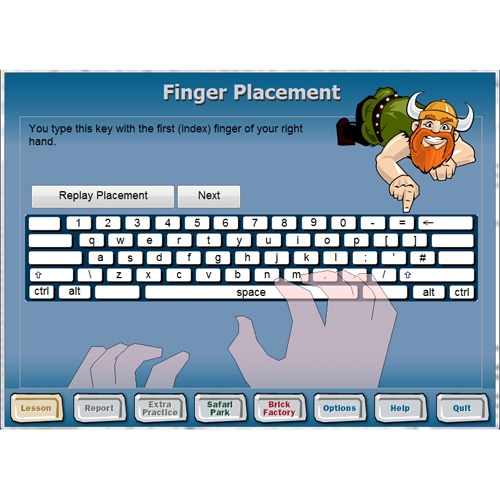 Finger Placement
You type this key with the first (index) finger of your right
hand.
Replay Placement Next
1 2 3 4 5 6 7 8 9 0 - = ←
q w e r t y u i o p [ ]
a s d f g h j k l ; ' #
⇧ \ z x c v b n m , . / ⇧
ctrl alt space alt ctrl
Lesson Report Extra Practice Safari Park Brick Factory Options Help Quit